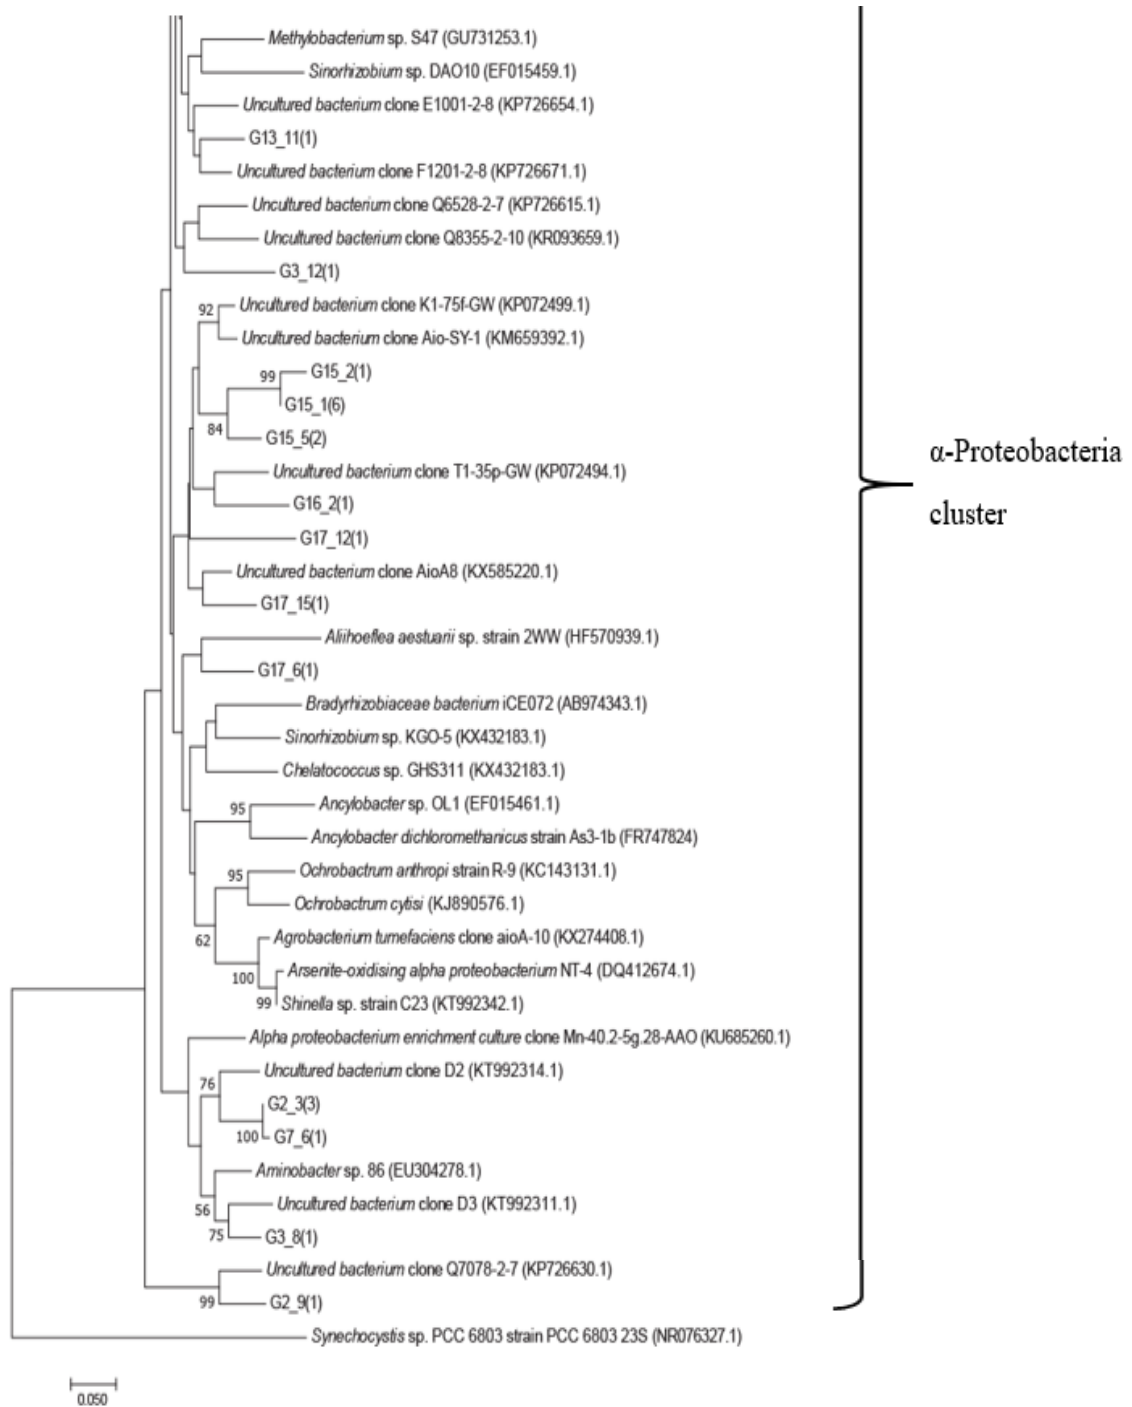 Methylobacterium sp. S47 (GU731253.1)
Sinorhizobium sp. DAO10 (EF015459.1)
Uncultured bacterium clone E1001-2-8 (KP726654.1)
G13_11(1)
Uncultured bacterium clone F1201-2-8 (KP726671.1)
Uncultured bacterium clone Q6528-2-7 (KP726615.1)
Uncultured bacterium clone Q8355-2-10 (KR093659.1)
G3_12(1)
92
Uncultured bacterium clone K1-75f-GW (KP072499.1)
Uncultured bacterium clone Aio-SY-1 (KM659392.1)
99
G15_2(1)
G15_1(6)
84
G15_5(2)
α-Proteobacteria
cluster
Uncultured bacterium clone T1-35p-GW (KP072494.1)
G16_2(1)
G17_12(1)
Uncultured bacterium clone AioA8 (KX585220.1)
G17_15(1)
Aliihoeflea aestuarii sp. strain 2WW (HF570939.1)
G17_6(1)
Bradyrhizobiaceae bacterium iCE072 (AB974343.1)
Sinorhizobium sp. KGO-5 (KX432183.1)
Chelatococcus sp. GHS311 (KX432183.1)
95
Ancylobacter sp. OL1 (EF015461.1)
Ancylobacter dichloromethanicus strain As3-1b (FR747824)
95
Ochrobactrum anthropi strain R-9 (KC143131.1)
Ochrobactrum cytisi (KJ890576.1)
62
Agrobacterium tumefaciens clone aioA-10 (KX274408.1)
100
Arsenite-oxidising alpha proteobacterium NT-4 (DQ412674.1)
99
Shinella sp. strain C23 (KT992342.1)
Alpha proteobacterium enrichment culture clone Mn-40.2-5g.28-AAO (KU685260.1)
76
Uncultured bacterium clone D2 (KT992314.1)
G2_3(3)
100
G7_6(1)
Aminobacter sp. 86 (EU304278.1)
56
Uncultured bacterium clone D3 (KT992311.1)
75
G3_8(1)
Uncultured bacterium clone Q7078-2-7 (KP726630.1)
99
G2_9(1)
Synechocystis sp. PCC 6803 strain PCC 6803 23S (NR076327.1)
0.050